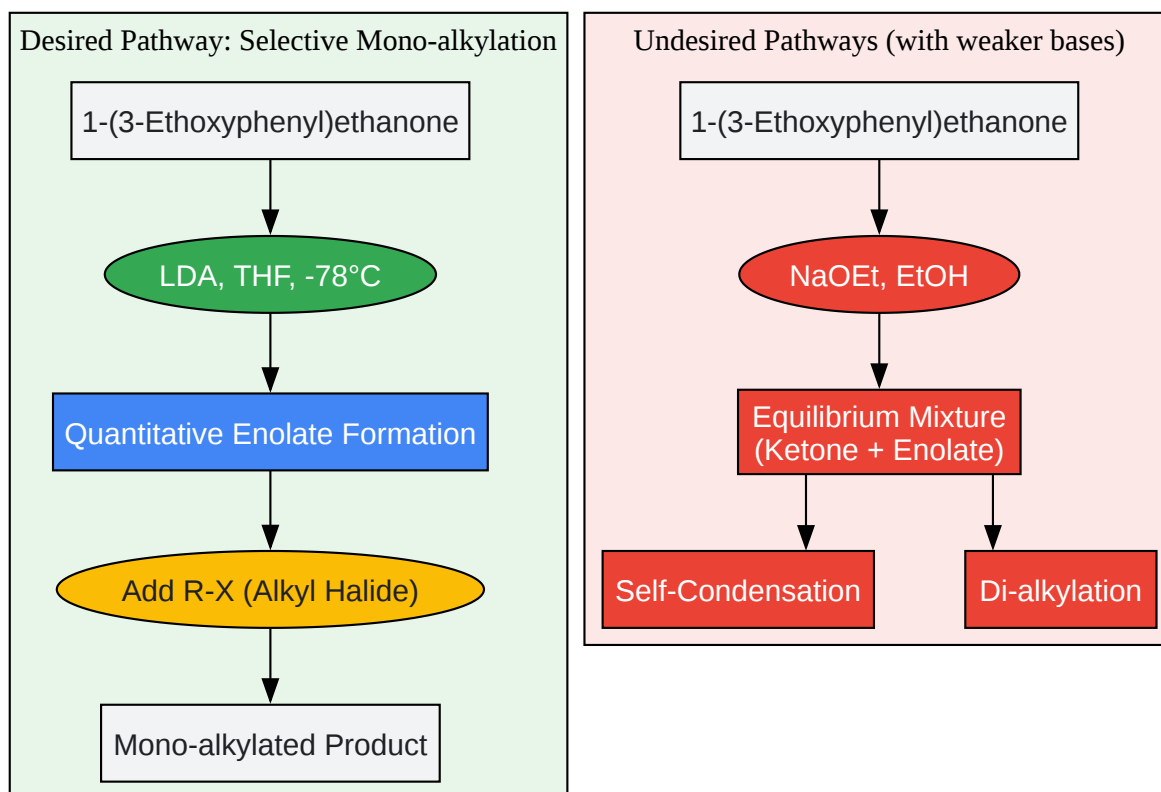 Desired Pathway: Selective Mono-alkylation
1-(3-Ethoxyphenyl)ethanone
LDA, THF, -78°C
Quantitative Enolate Formation
Add R-X (Alkyl Halide)
Mono-alkylated Product
Undesired Pathways (with weaker bases)
1-(3-Ethoxyphenyl)ethanone
NaOEt, EtOH
Equilibrium Mixture
(Ketone + Enolate)
Self-Condensation
Di-alkylation